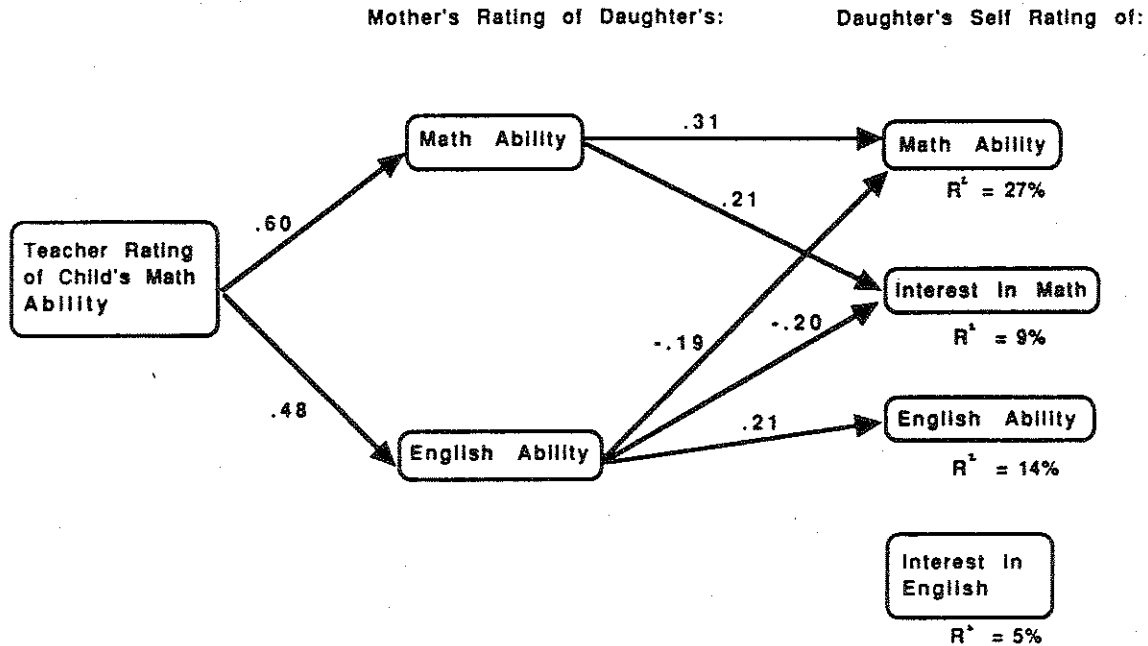 Mother's Rating of Daughter's:
Daughter's Self Rating of:
Teacher Rating
of Child's Math
Ability
.60
.48
Math Ability
English Ability
.31
.21
-.19
-.20
.21
Math Ability
R² = 27%
Interest in Math
R² = 9%
English Ability
R² = 14%
Interest in
English
R² = 5%